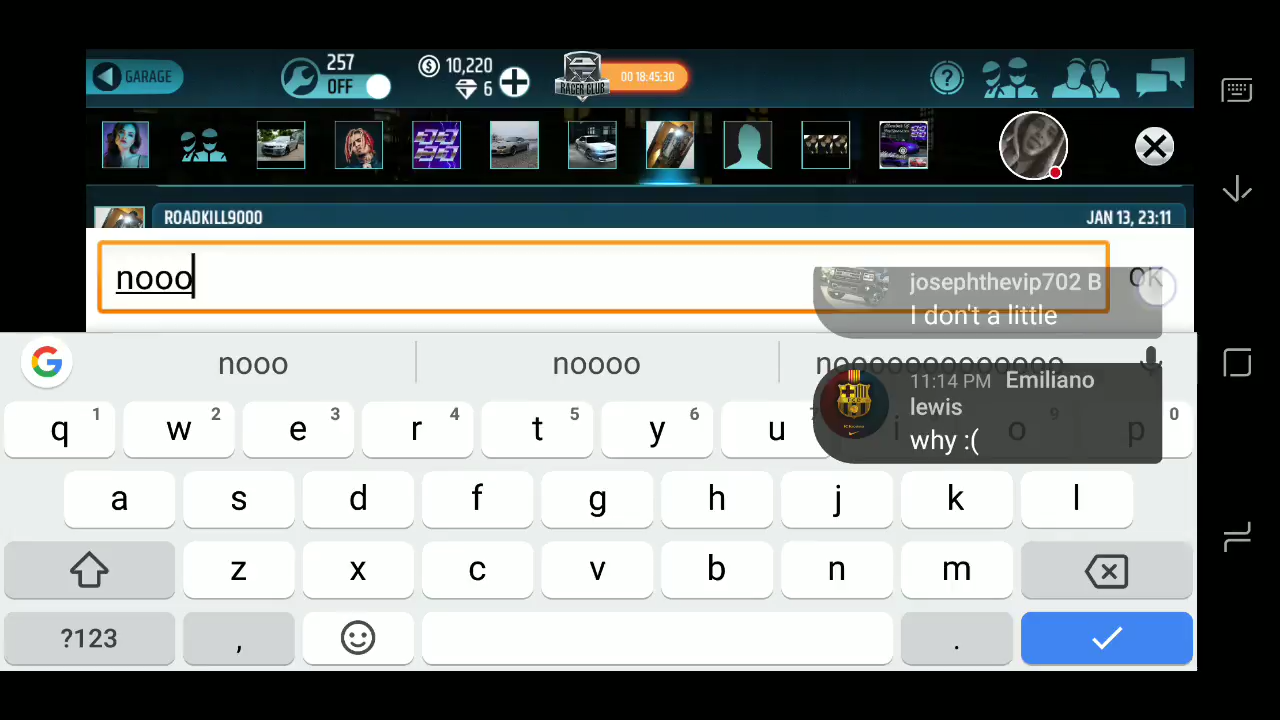 GARAGE
257
OFF
10,220
6
RACER CLUB
00 18:45:30
ROADKILL9000
JAN 13, 23:11
nooo
OK
josephthevip702 B
I don't a little
nooo
noooo
11:14 PM Emiliano
lewis
why :(
q 1 w 2 e 3 r 4 t 5 y 6 u 7 i o 9 p 0
a s d f g h j k l
z x c v b n m
?123 , .